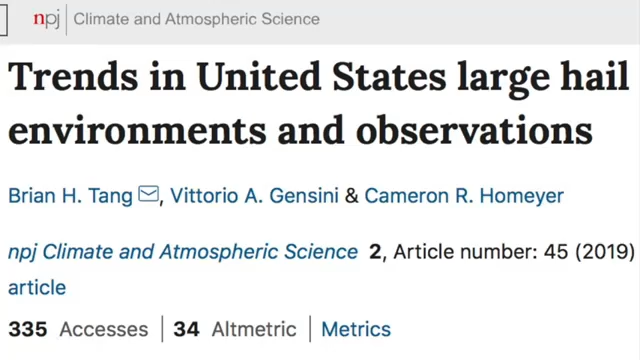 npj | Climate and Atmospheric Science
Trends in United States large hail
environments and observations
Brian H. Tang, Vittorio A. Gensini & Cameron R. Homeyer
npj Climate and Atmospheric Science 2, Article number: 45 (2019)
article
335 Accesses | 34 Altmetric | Metrics